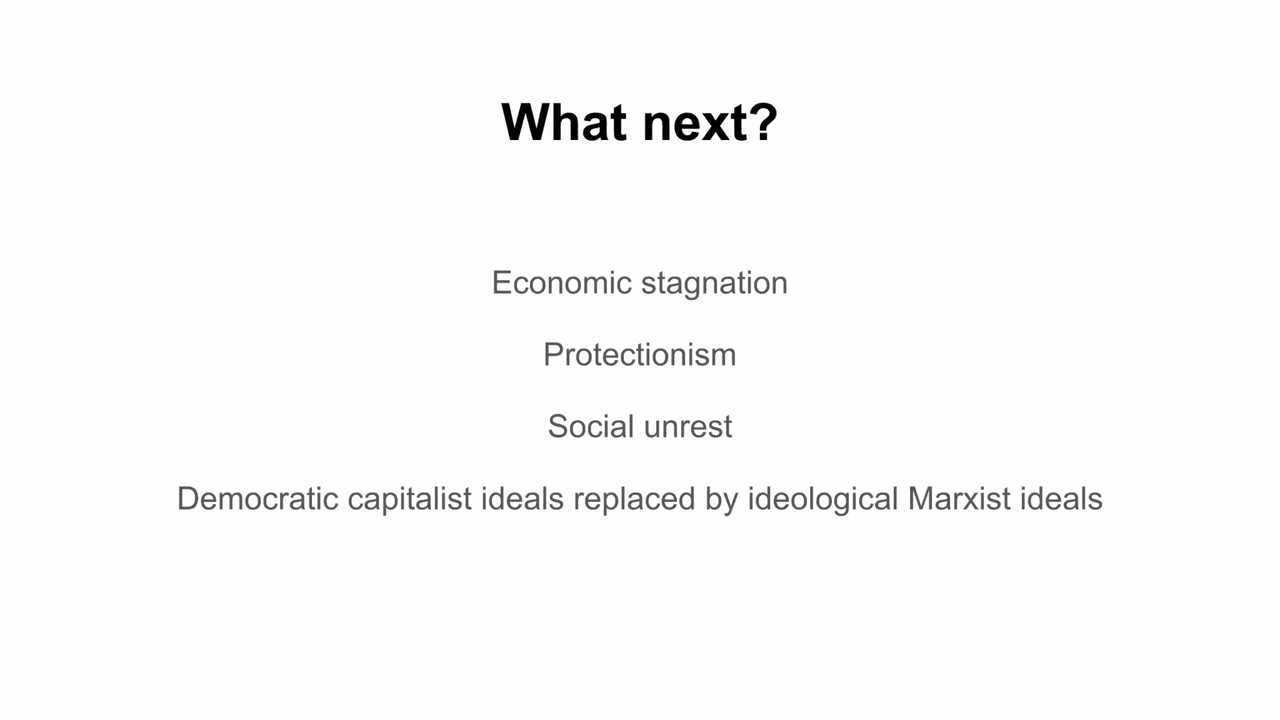 What next?
Economic stagnation
Protectionism
Social unrest
Democratic capitalist ideals replaced by ideological Marxist ideals